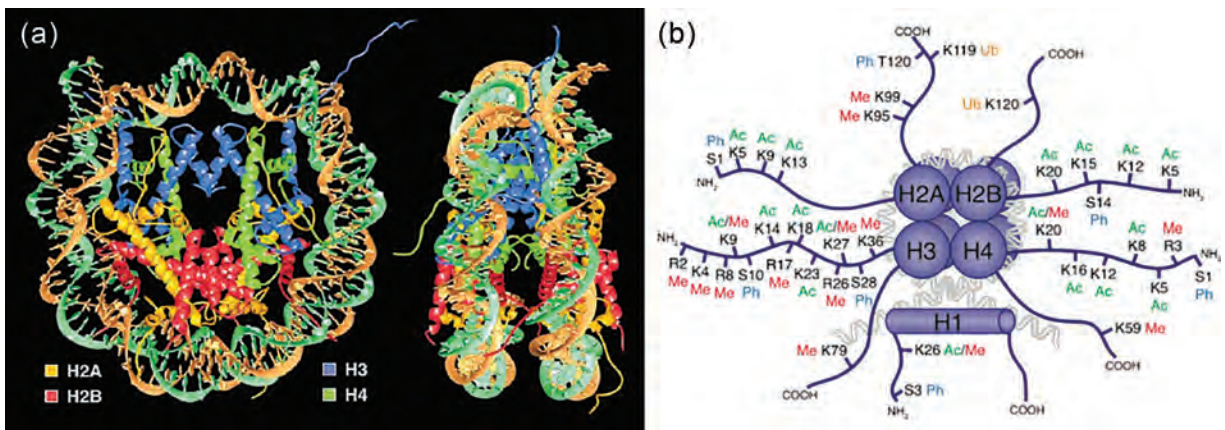 (a)
H2A
H2B
H3
H4
(b)
COOH
K119 Ub
Ph T120
COOH
Me K99
Me K95
Ub K120
Ph
S1
Ac
K5
Ac
K9
Ac
K13
NH2
H2A
H2B
Ac
K20
Ac
K15
S14
Ph
Ac
K12
Ac
K5
NH2
NH2
R2
Me
K4
Me
R8
Me
Ac/Me
K9
S10
Ph
Ac
K14
R17
Me
Ac
K18
K23
Ac
Ac/Me
K27
R26
Me
Me
K36
S28
Ph
H3
H4
Ac/Me
K20
K16
Ac
K12
Ac
Ac
K8
K5
Ac
Me
R3
S1
Ph
NH2
H1
K26 Ac/Me
S3 Ph
NH2
Me K79
COOH
COOH
K59 Me
COOH